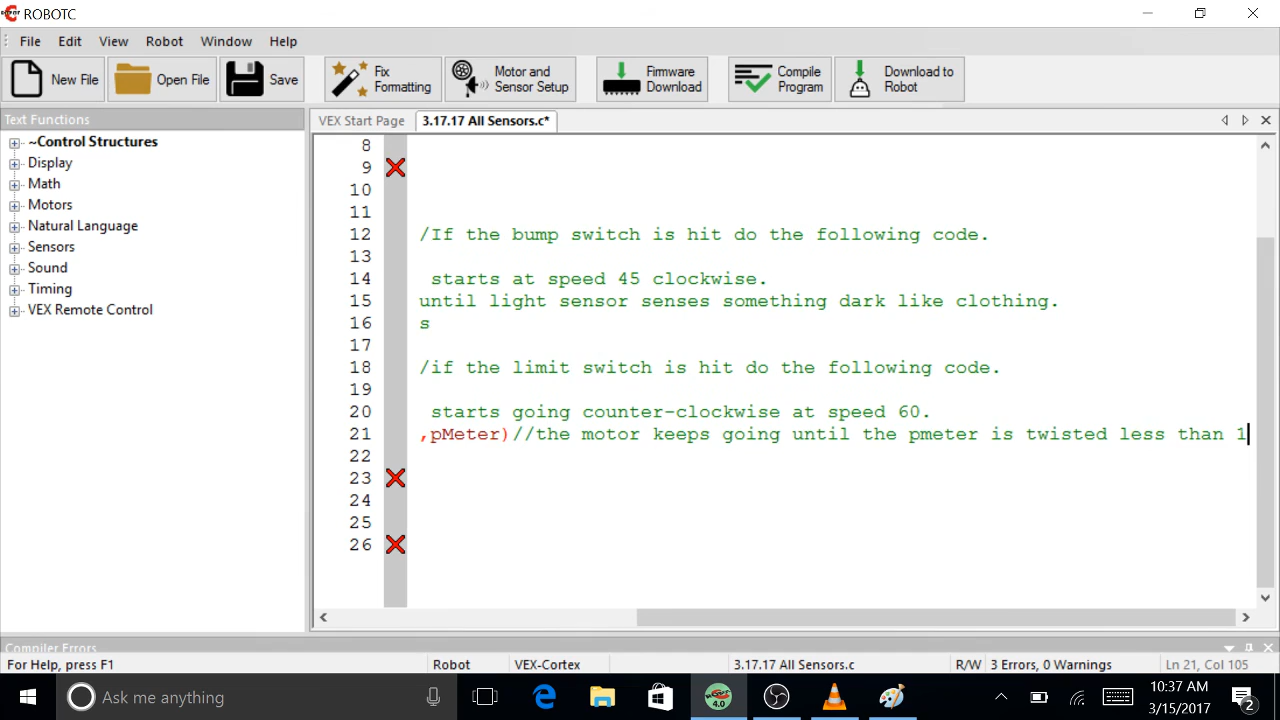 ROBOTC
File Edit View Robot Window Help
New File Open File Save Fix Formatting Motor and Sensor Setup Firmware Download Compile Program Download to Robot
Text Functions
VEX Start Page 3.17.17 All Sensors.c*
~Control Structures
Display
Math
Motors
Natural Language
Sensors
Sound
Timing
VEX Remote Control
8
9
10
11
12 /If the bump switch is hit do the following code.
13
14 starts at speed 45 clockwise.
15 until light sensor senses something dark like clothing.
16 s
17
18 /if the limit switch is hit do the following code.
19
20 starts going counter-clockwise at speed 60.
21 ,pMeter)//the motor keeps going until the pmeter is twisted less than 1
22
23
24
25
26
Compiler Errors
For Help, press F1 Robot VEX-Cortex 3.17.17 All Sensors.c R/W 3 Errors, 0 Warnings Ln 21, Col 105
Ask me anything
4.0
10:37 AM
3/15/2017
2